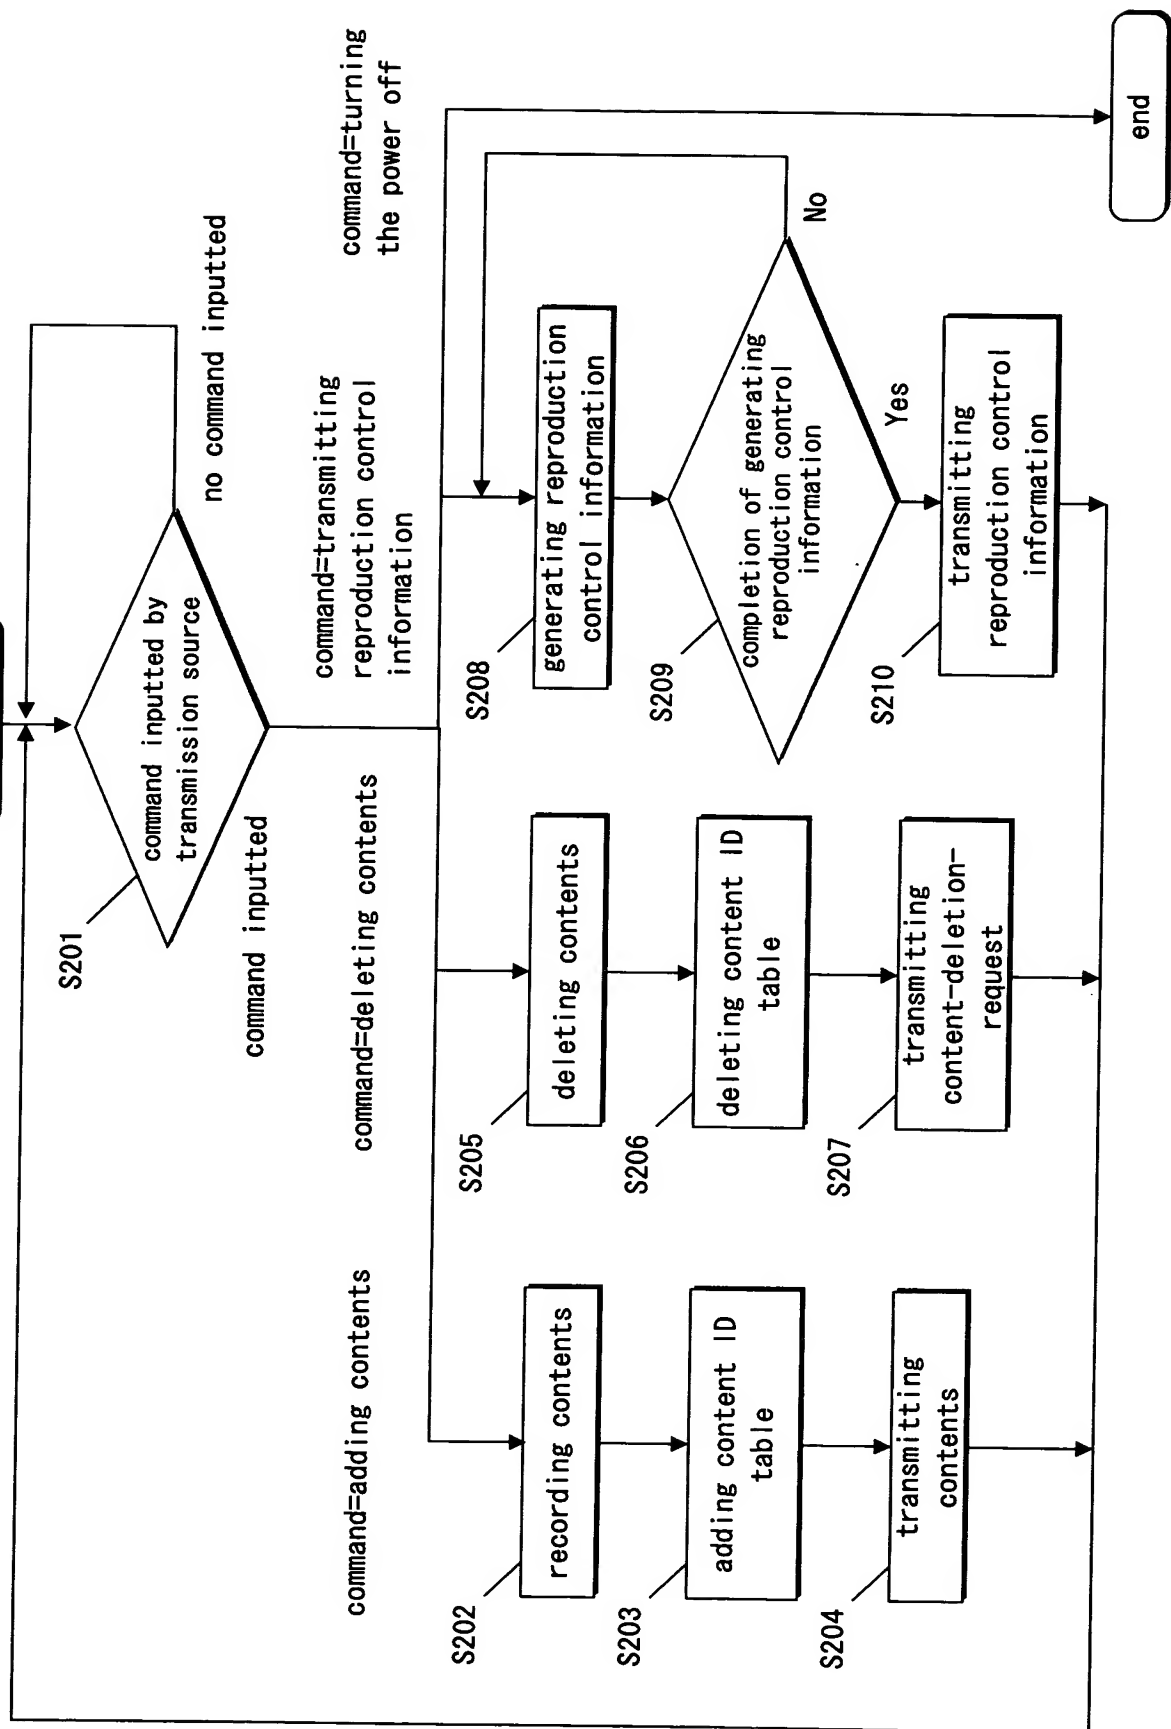 S201
command inputted by
transmission source
no command inputted
command inputted
command=adding contents
command=deleting contents
command=transmitting
reproduction control
information
command=turning
the power off
S202
recording contents
S203
adding content ID
table
S204
transmitting
contents
S205
deleting contents
S206
deleting content ID
table
S207
transmitting
content-deletion-
request
S208
generating reproduction
control information
S209
completion of generating
reproduction control
information
No
Yes
S210
transmitting
reproduction control
information
end